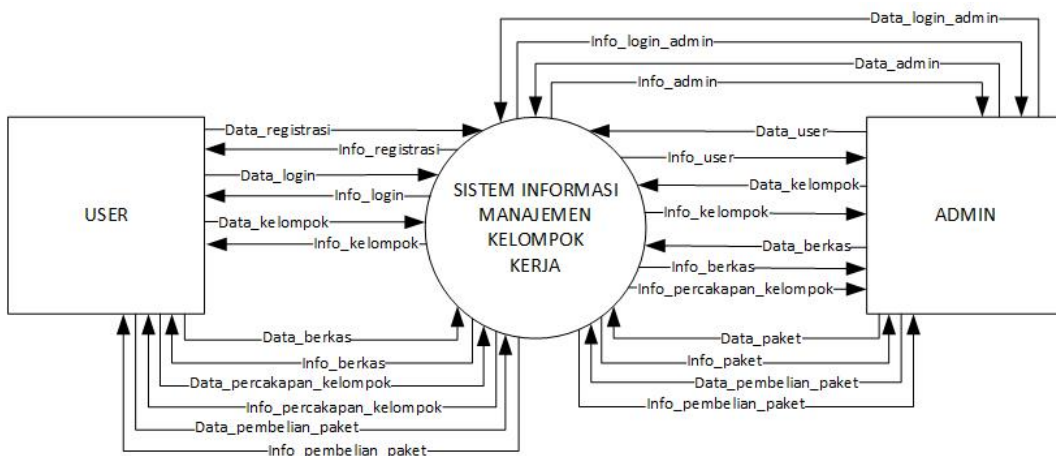 Data_login_admin
Info_login_admin
Data_admin
Info_admin
Data_registrasi
Info_registrasi
Data_login
Info_login
Data_kelompok
Info_kelompok
USER
SISTEM INFORMASI
MANAJEMEN
KELOMPOK
KERJA
Data_user
Info_user
Data_kelompok
Info_kelompok
Data_berkas
Info_berkas
Info_percakapan_kelompok
ADMIN
Data_berkas
Info_berkas
Data_percakapan_kelompok
Info_percakapan_kelompok
Data_pembelian_paket
Info_pembelian_paket
Data_paket
Info_paket
Data_pembelian_paket
Info_pembelian_paket